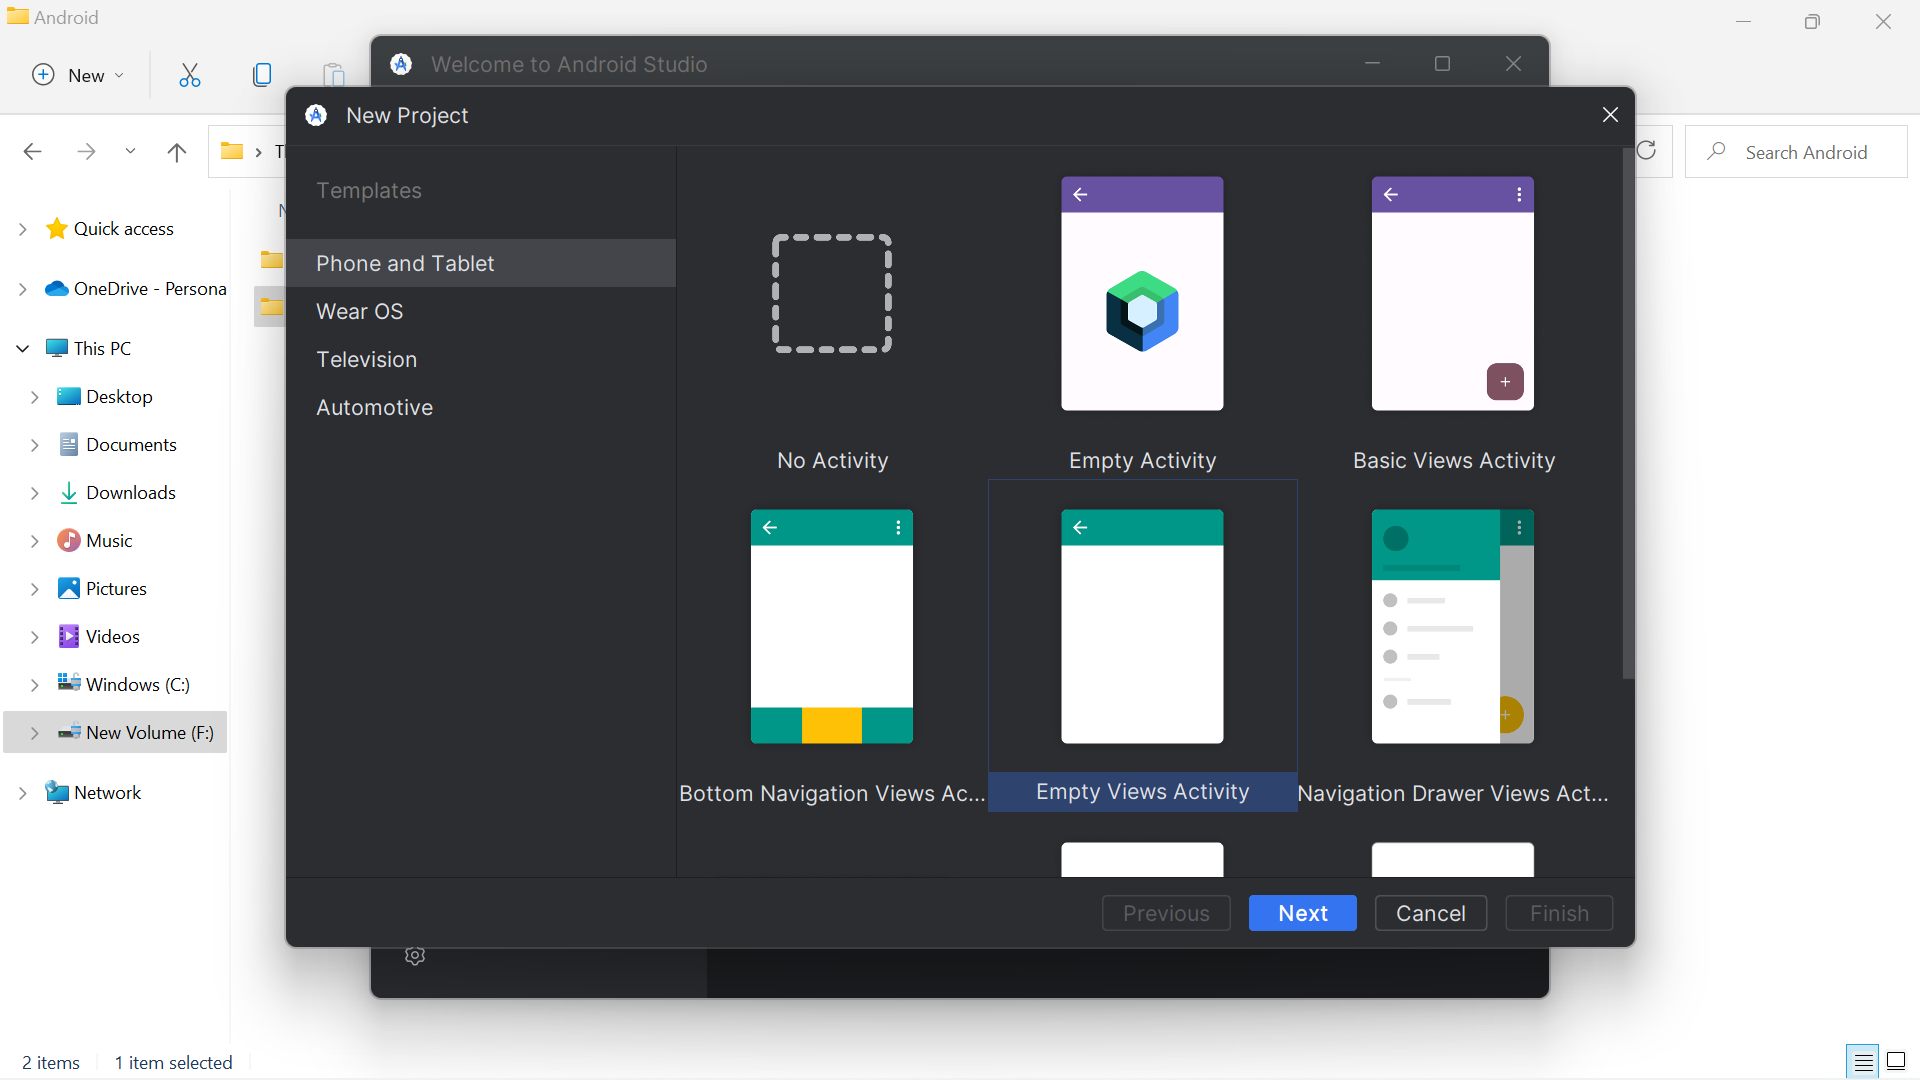 Android
New
Search Android
Quick access
OneDrive - Persona
This PC
Desktop
Documents
Downloads
Music
Pictures
Videos
Windows (C:)
New Volume (F:)
Network
2 items
1 item selected
Welcome to Android Studio
New Project
Templates
Phone and Tablet
Wear OS
Television
Automotive
No Activity
Empty Activity
Basic Views Activity
Bottom Navigation Views Ac...
Empty Views Activity
Navigation Drawer Views Act...
Previous
Next
Cancel
Finish